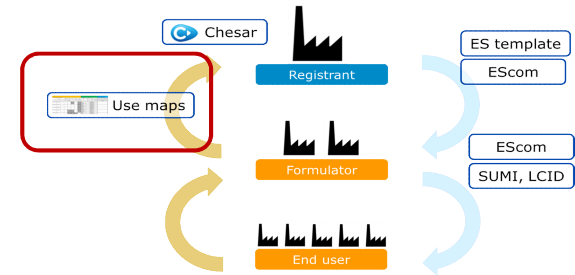 Chesar
ES template
Registrant
EScom
Use maps
EScom
Formulator
SUMI, LCID
End user